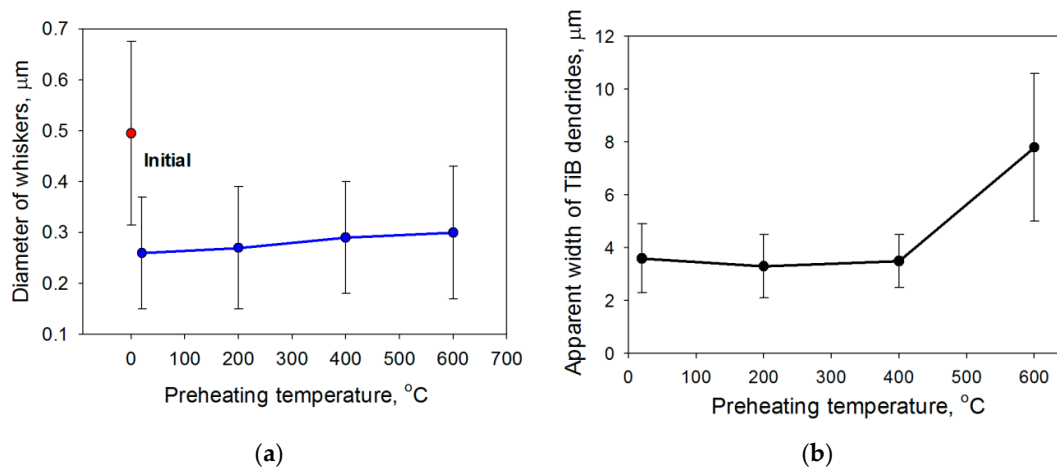 0.7
0.6
0.5
0.4
0.3
0.2
0.1
Diameter of whiskers, μm
Initial
0 100 200 300 400 500 600 700
Preheating temperature, °C
(a)
12
10
8
6
4
2
0
Apparent width of TiB dendrides, μm
0 100 200 300 400 500 600
Preheating temperature, °C
(b)